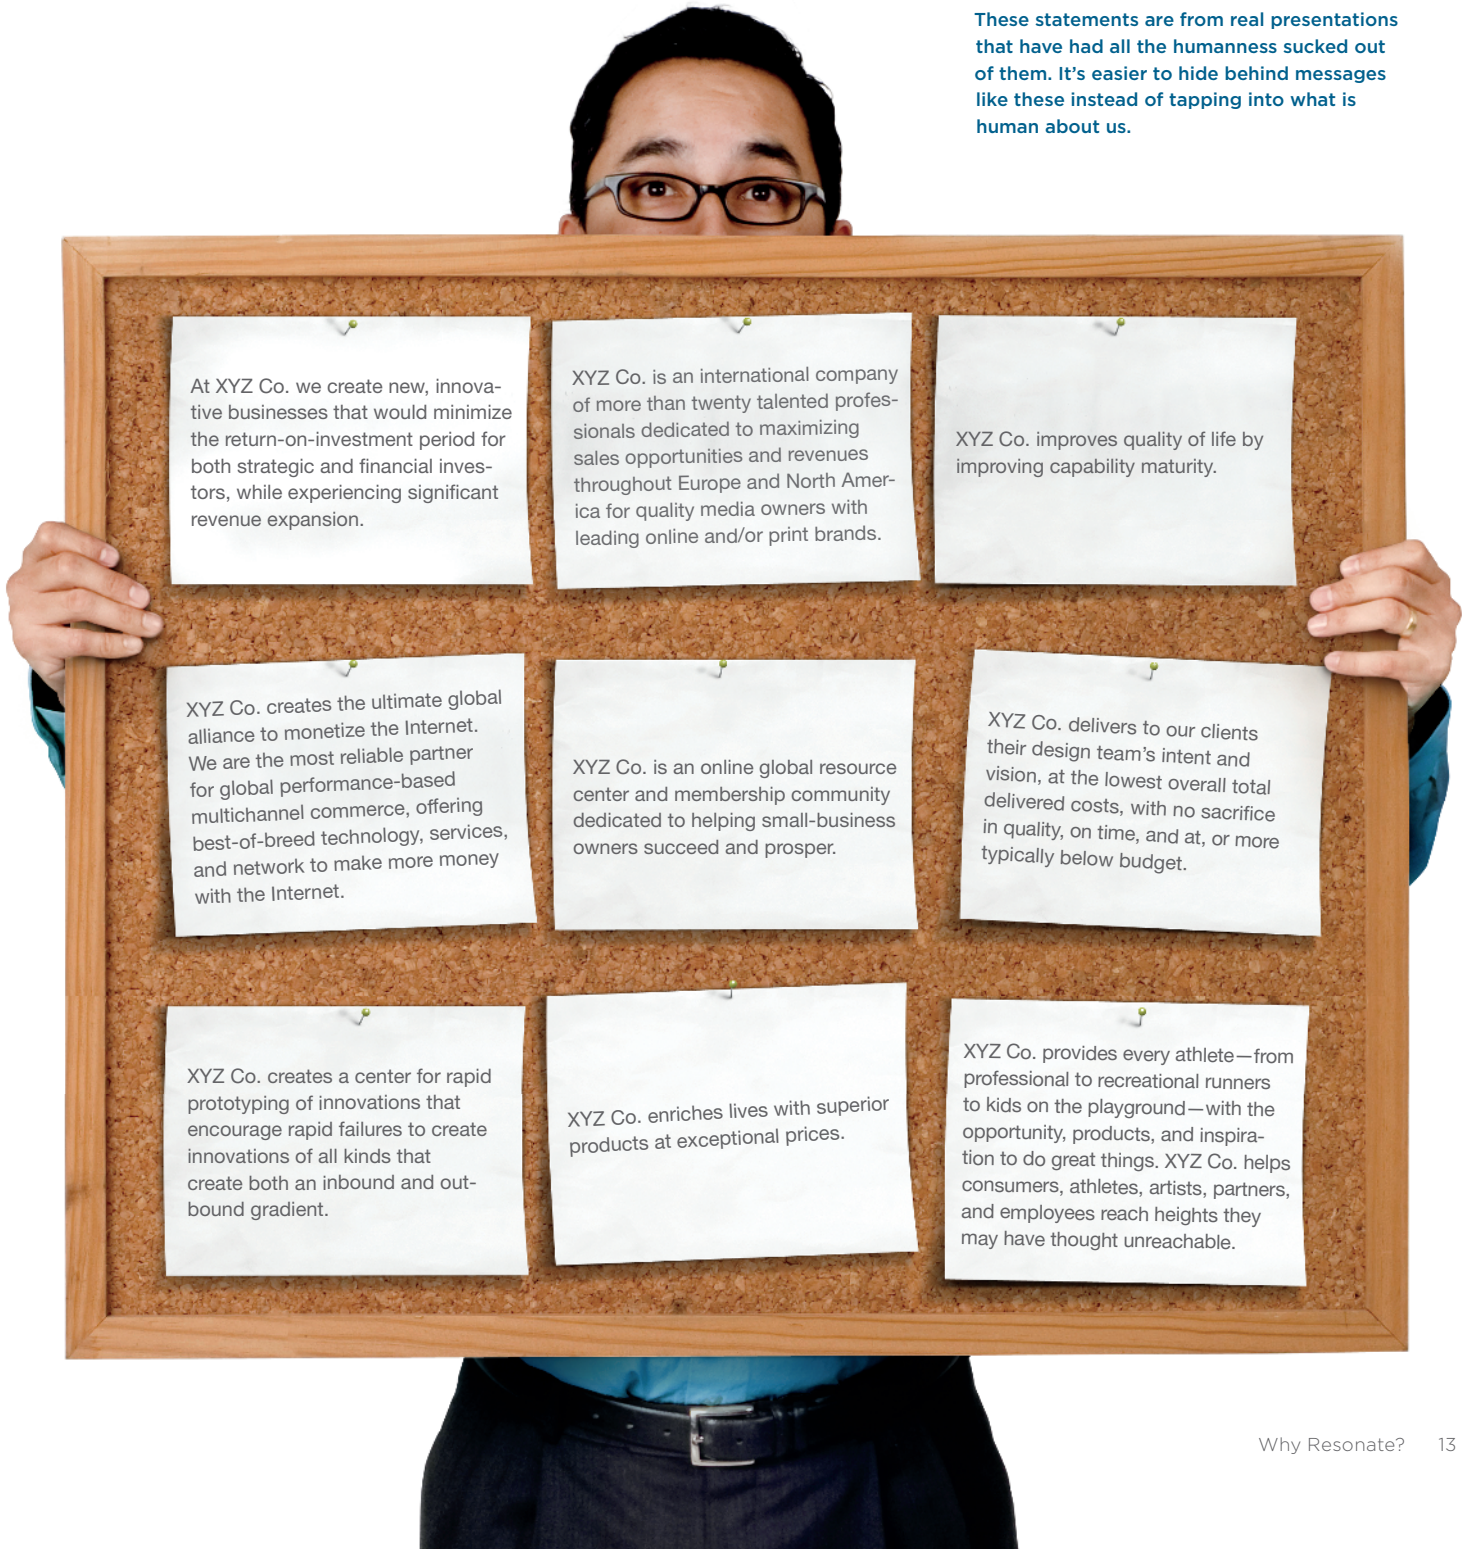 These statements are from real presentations
that have had all the humanness sucked out
of them. It’s easier to hide behind messages
like these instead of tapping into what is
human about us.
At XYZ Co. we create new, innova-
tive businesses that would minimize
the return-on-investment period for
both strategic and financial inves-
tors, while experiencing significant
revenue expansion.
XYZ Co. is an international company
of more than twenty talented profes-
sionals dedicated to maximizing
sales opportunities and revenues
throughout Europe and North Amer-
ica for quality media owners with
leading online and/or print brands.
XYZ Co. improves quality of life by
improving capability maturity.
XYZ Co. creates the ultimate global
alliance to monetize the Internet.
We are the most reliable partner
for global performance-based
multichannel commerce, offering
best-of-breed technology, services,
and network to make more money
with the Internet.
XYZ Co. is an online global resource
center and membership community
dedicated to helping small-business
owners succeed and prosper.
XYZ Co. delivers to our clients
their design team’s intent and
vision, at the lowest overall total
delivered costs, with no sacrifice
in quality, on time, and at, or more
typically below budget.
XYZ Co. creates a center for rapid
prototyping of innovations that
encourage rapid failures to create
innovations of all kinds that
create both an inbound and out-
bound gradient.
XYZ Co. enriches lives with superior
products at exceptional prices.
XYZ Co. provides every athlete—from
professional to recreational runners
to kids on the playground—with the
opportunity, products, and inspira-
tion to do great things. XYZ Co. helps
consumers, athletes, artists, partners,
and employees reach heights they
may have thought unreachable.
Why Resonate? 13